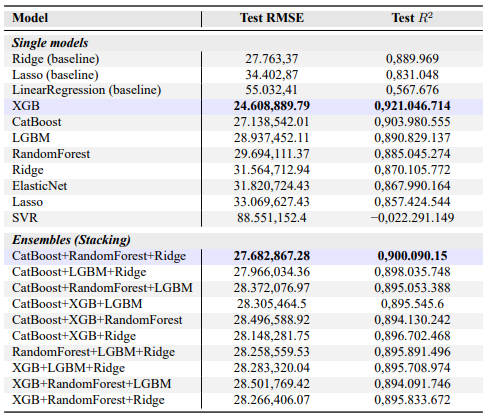 Model Test RMSE Test R²
Single models
Ridge (baseline) 27.763,37 0,889.969
Lasso (baseline) 34.402,87 0,831.048
LinearRegression (baseline) 55.032,41 0,567.676
XGB 24.608,889.79 0,921.046.714
CatBoost 27.138,542.01 0,903.980.555
LGBM 28.937,452.11 0,890.829.137
RandomForest 29.694,111.37 0,885.045.274
Ridge 31.564,712.94 0,870.105.772
ElasticNet 31.820,724.43 0,867.990.164
Lasso 33.069,627.43 0,857.424.544
SVR 88.551,152.4 −0,022.291.149
Ensembles (Stacking)
CatBoost+RandomForest+Ridge 27.682,867.28 0,900.090.15
CatBoost+LGBM+Ridge 27.966,034.36 0,898.035.748
CatBoost+RandomForest+LGBM 28.372,076.97 0,895.053.388
CatBoost+XGB+LGBM 28.305,464.5 0,895.545.6
CatBoost+XGB+RandomForest 28.496,588.92 0,894.130.242
CatBoost+XGB+Ridge 28.148,281.75 0,896.702.468
RandomForest+LGBM+Ridge 28.258,559.53 0,895.891.496
XGB+LGBM+Ridge 28.283,320.04 0,895.708.974
XGB+RandomForest+LGBM 28.501,769.42 0,894.091.746
XGB+RandomForest+Ridge 28.266,406.07 0,895.833.672